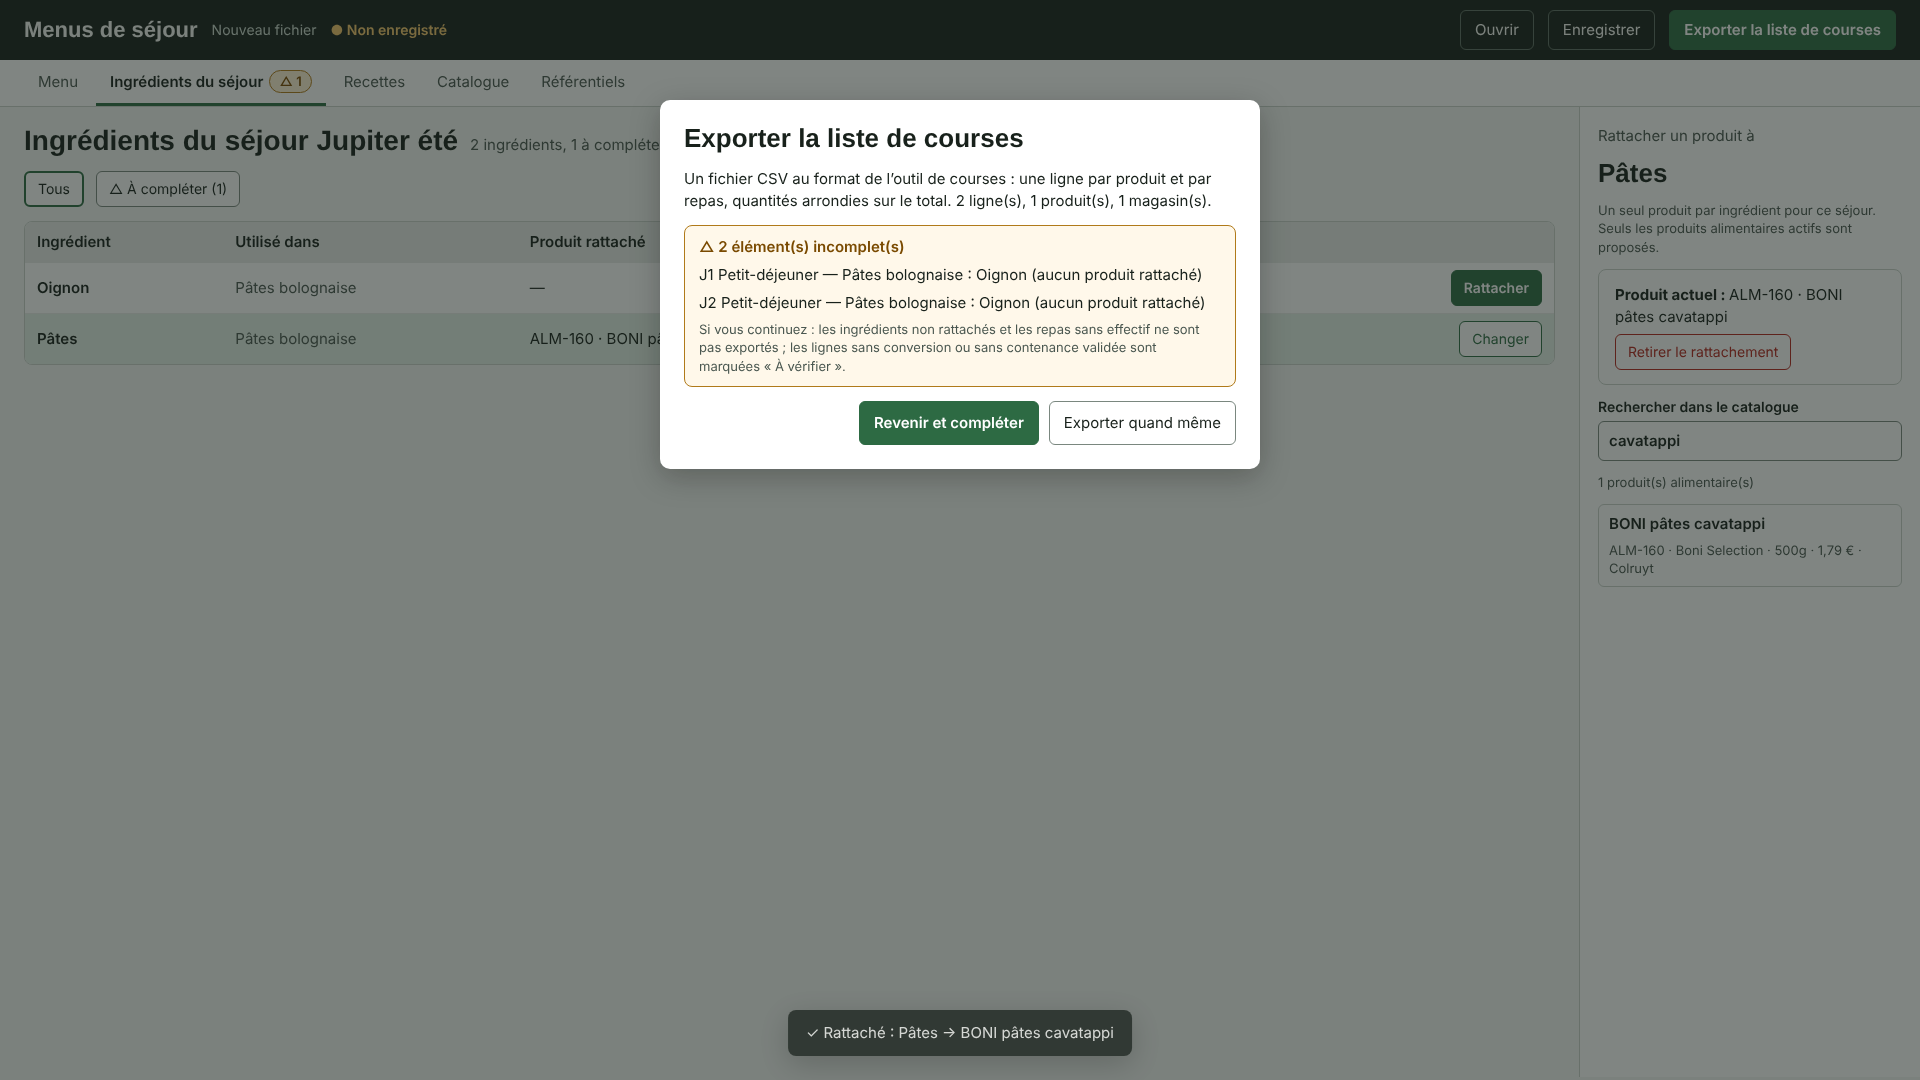 Menus de séjour Nouveau fichier ● Non enregistré Ouvrir Enregistrer Exporter la liste de courses
Menu Ingrédients du séjour △ 1 Recettes Catalogue Référentiels
Ingrédients du séjour Jupiter été 2 ingrédients, 1 à compléte
Tous △ À compléter (1)
Ingrédient Utilisé dans Produit rattaché
Oignon Pâtes bolognaise — Rattacher
Pâtes Pâtes bolognaise ALM-160 · BONI pâ Changer
Exporter la liste de courses
Un fichier CSV au format de l’outil de courses : une ligne par produit et par
repas, quantités arrondies sur le total. 2 ligne(s), 1 produit(s), 1 magasin(s).
△ 2 élément(s) incomplet(s)
J1 Petit-déjeuner — Pâtes bolognaise : Oignon (aucun produit rattaché)
J2 Petit-déjeuner — Pâtes bolognaise : Oignon (aucun produit rattaché)
Si vous continuez : les ingrédients non rattachés et les repas sans effectif ne sont
pas exportés ; les lignes sans conversion ou sans contenance validée sont
marquées « À vérifier ».
Revenir et compléter Exporter quand même
Rattacher un produit à
Pâtes
Un seul produit par ingrédient pour ce séjour.
Seuls les produits alimentaires actifs sont
proposés.
Produit actuel : ALM-160 · BONI
pâtes cavatappi
Retirer le rattachement
Rechercher dans le catalogue
cavatappi
1 produit(s) alimentaire(s)
BONI pâtes cavatappi
ALM-160 · Boni Selection · 500g · 1,79 € ·
Colruyt
✓ Rattaché : Pâtes → BONI pâtes cavatappi